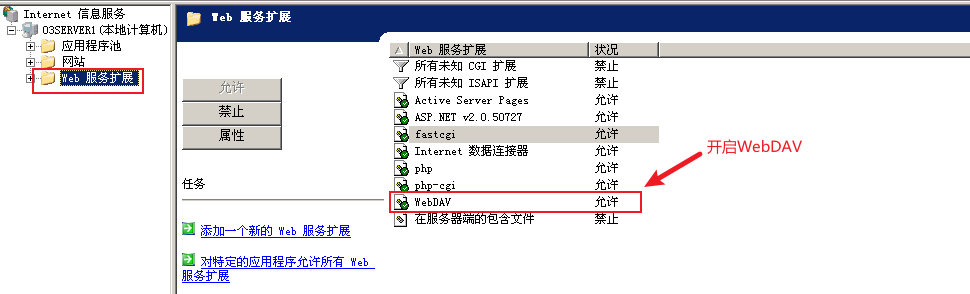 Internet 信息服务
O3SERVER1(本地计算机)
应用程序池
网站
Web 服务扩展
Web 服务扩展
允许
禁止
属性
任务
添加一个新的 Web 服务扩展
对特定的应用程序允许所有 Web
服务扩展
Web 服务扩展 状况
所有未知 CGI 扩展 禁止
所有未知 ISAPI 扩展 禁止
Active Server Pages 允许
ASP.NET v2.0.50727 允许
fastcgi 允许
Internet 数据连接器 允许
php 允许
php-cgi 允许
WebDAV 允许
在服务器端的包含文件 禁止
开启WebDAV